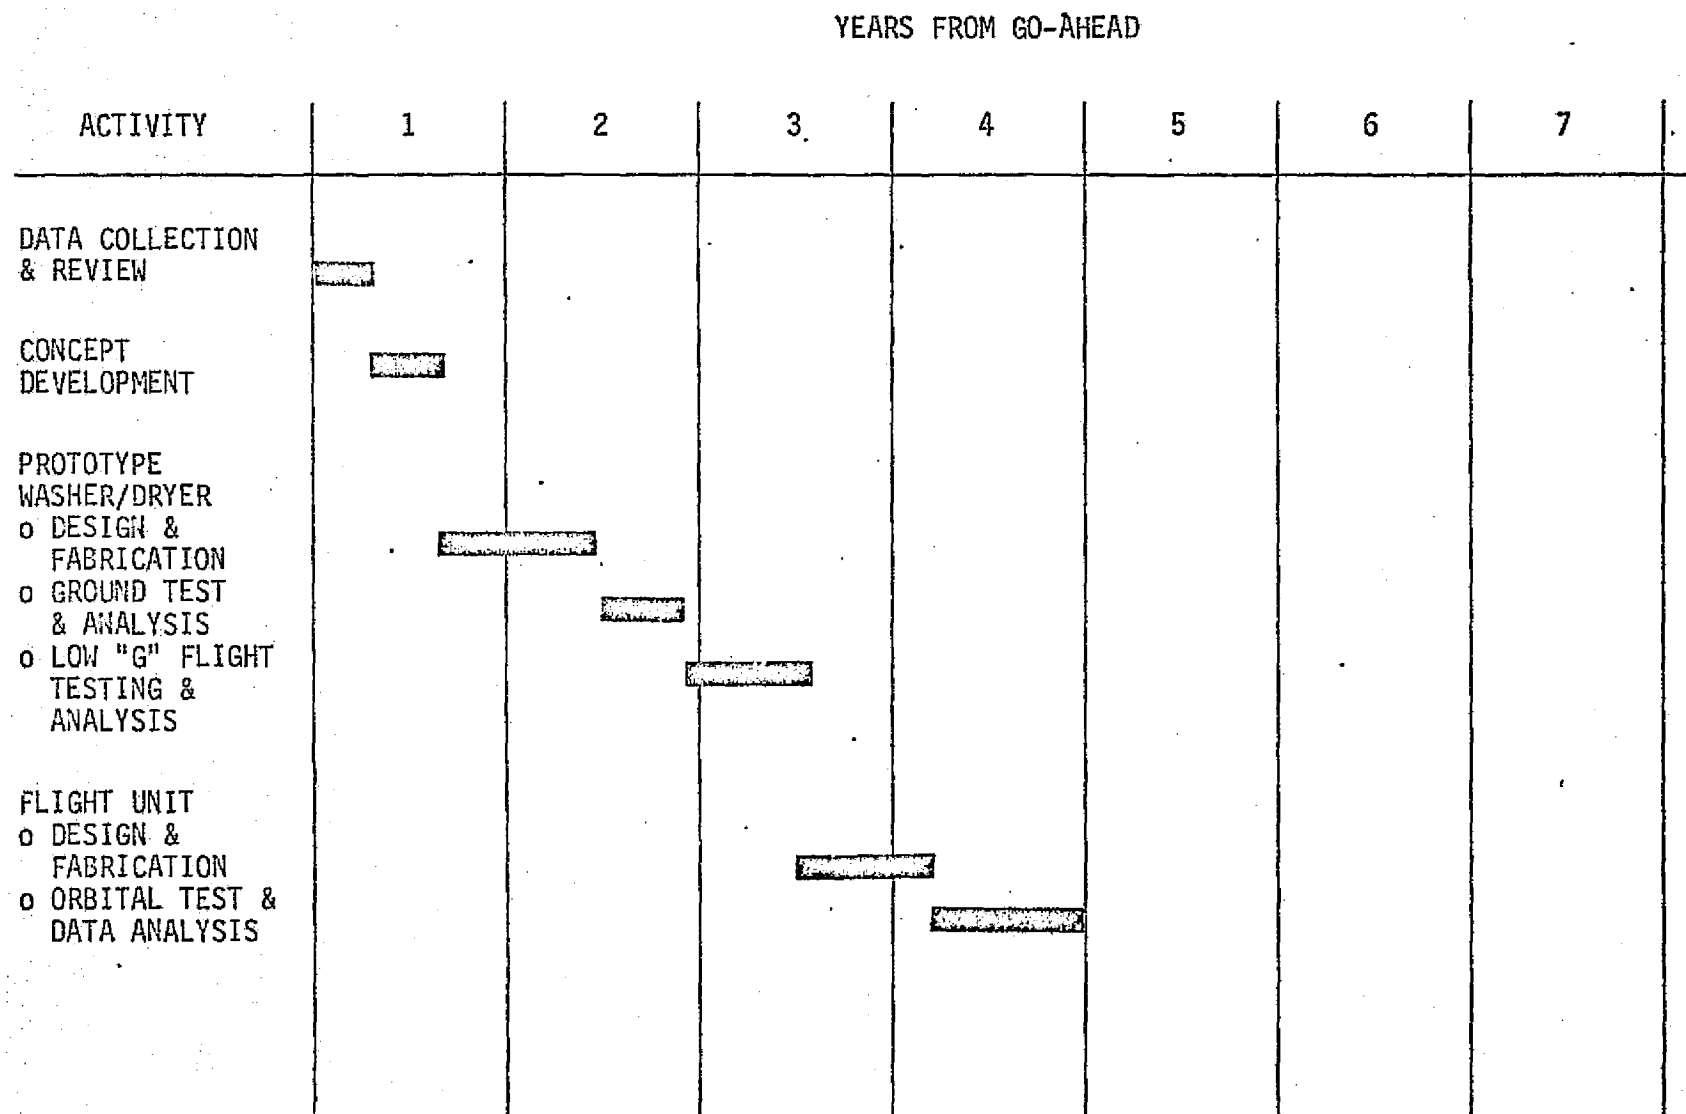 YEARS FROM GO-AHEAD
ACTIVITY 1 2 3 4 5 6 7
DATA COLLECTION
& REVIEW
CONCEPT
DEVELOPMENT
PROTOTYPE
WASHER/DRYER
o DESIGN &
FABRICATION
o GROUND TEST
& ANALYSIS
o LOW "G" FLIGHT
TESTING &
ANALYSIS
FLIGHT UNIT
o DESIGN &
FABRICATION
o ORBITAL TEST &
DATA ANALYSIS